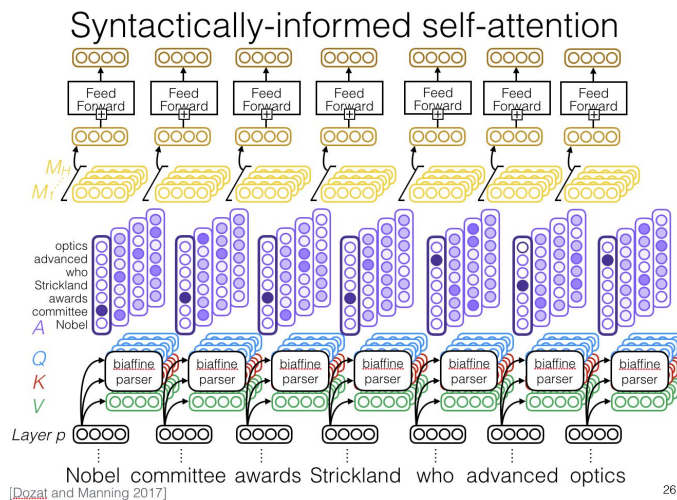 Syntactically-informed self-attention
Feed Forward Feed Forward Feed Forward Feed Forward Feed Forward Feed Forward Feed Forward
+ + + + + + +
M_H
M_1
optics
advanced
who
Strickland
awards
committee
Nobel
A
Q
K
V
biaffine parser biaffine parser biaffine parser biaffine parser biaffine parser biaffine parser biaffine parser
Layer p
Nobel committee awards Strickland who advanced optics
[Dozat and Manning 2017]
26